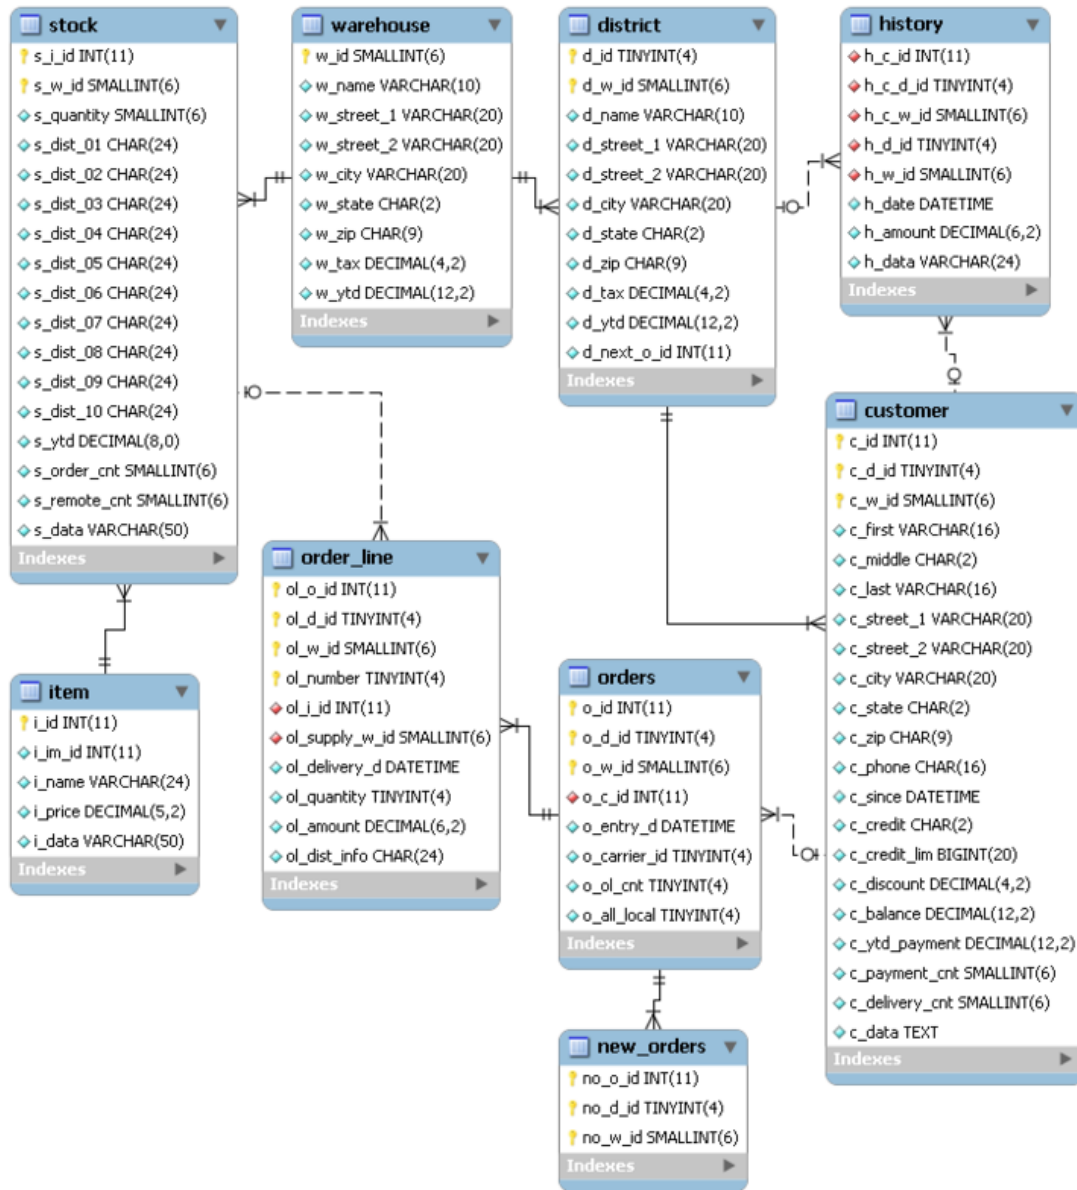 stock
s_i_id INT(11)
s_w_id SMALLINT(6)
s_quantity SMALLINT(6)
s_dist_01 CHAR(24)
s_dist_02 CHAR(24)
s_dist_03 CHAR(24)
s_dist_04 CHAR(24)
s_dist_05 CHAR(24)
s_dist_06 CHAR(24)
s_dist_07 CHAR(24)
s_dist_08 CHAR(24)
s_dist_09 CHAR(24)
s_dist_10 CHAR(24)
s_ytd DECIMAL(8,0)
s_order_cnt SMALLINT(6)
s_remote_cnt SMALLINT(6)
s_data VARCHAR(50)
Indexes
warehouse
w_id SMALLINT(6)
w_name VARCHAR(10)
w_street_1 VARCHAR(20)
w_street_2 VARCHAR(20)
w_city VARCHAR(20)
w_state CHAR(2)
w_zip CHAR(9)
w_tax DECIMAL(4,2)
w_ytd DECIMAL(12,2)
Indexes
district
d_id TINYINT(4)
d_w_id SMALLINT(6)
d_name VARCHAR(10)
d_street_1 VARCHAR(20)
d_street_2 VARCHAR(20)
d_city VARCHAR(20)
d_state CHAR(2)
d_zip CHAR(9)
d_tax DECIMAL(4,2)
d_ytd DECIMAL(12,2)
d_next_o_id INT(11)
Indexes
history
h_c_id INT(11)
h_c_d_id TINYINT(4)
h_c_w_id SMALLINT(6)
h_d_id TINYINT(4)
h_w_id SMALLINT(6)
h_date DATETIME
h_amount DECIMAL(6,2)
h_data VARCHAR(24)
Indexes
customer
c_id INT(11)
c_d_id TINYINT(4)
c_w_id SMALLINT(6)
c_first VARCHAR(16)
c_middle CHAR(2)
c_last VARCHAR(16)
c_street_1 VARCHAR(20)
c_street_2 VARCHAR(20)
c_city VARCHAR(20)
c_state CHAR(2)
c_zip CHAR(9)
c_phone CHAR(16)
c_since DATETIME
c_credit CHAR(2)
c_credit_lim BIGINT(20)
c_discount DECIMAL(4,2)
c_balance DECIMAL(12,2)
c_ytd_payment DECIMAL(12,2)
c_payment_cnt SMALLINT(6)
c_delivery_cnt SMALLINT(6)
c_data TEXT
Indexes
order_line
ol_o_id INT(11)
ol_d_id TINYINT(4)
ol_w_id SMALLINT(6)
ol_number TINYINT(4)
ol_i_id INT(11)
ol_supply_w_id SMALLINT(6)
ol_delivery_d DATETIME
ol_quantity TINYINT(4)
ol_amount DECIMAL(6,2)
ol_dist_info CHAR(24)
Indexes
item
i_id INT(11)
i_im_id INT(11)
i_name VARCHAR(24)
i_price DECIMAL(5,2)
i_data VARCHAR(50)
Indexes
orders
o_id INT(11)
o_d_id TINYINT(4)
o_w_id SMALLINT(6)
o_c_id INT(11)
o_entry_d DATETIME
o_carrier_id TINYINT(4)
o_ol_cnt TINYINT(4)
o_all_local TINYINT(4)
Indexes
new_orders
no_o_id INT(11)
no_d_id TINYINT(4)
no_w_id SMALLINT(6)
Indexes